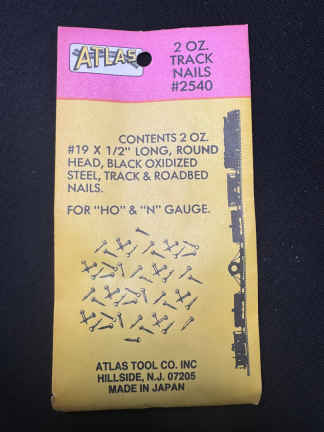 ATLAS
2 OZ.
TRACK
NAILS
#2540
CONTENTS 2 OZ.
#19 X 1/2" LONG, ROUND
HEAD, BLACK OXIDIZED
STEEL, TRACK & ROADBED
NAILS.
FOR "HO" & "N" GAUGE.
ATLAS TOOL CO. INC
HILLSIDE, N.J. 07205
MADE IN JAPAN